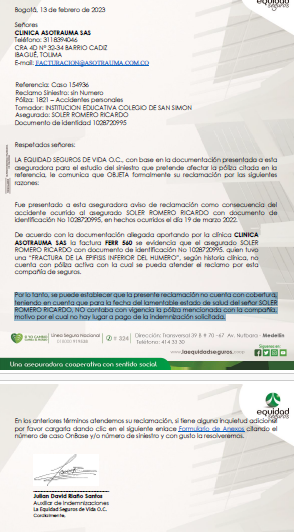 Bogotá, 13 de febrero de 2023
equidad
seguros
Señores
CLINICA ASOTRAUMA SAS
Teléfono: 3118394046
CRA 4D Nº 32-34 BARRIO CADIZ
IBAGUÉ, TOLIMA
E-mail: FACTURACION@ASOTRAUMA.COM.CO
Referencia: Caso 154936
Reclamo Siniestro: sin Numero
Póliza: 1821 – Accidentes personales
Tomador: INSTITUCION EDUCATIVA COLEGIO DE SAN SIMON
Asegurado: SOLER ROMERO RICARDO
Documento de identidad 1028720995
Respetados señores:
LA EQUIDAD SEGUROS DE VIDA O.C., con base en la documentación presentada a esta
aseguradora para el estudio del siniestro que pretende afectar la póliza citada en la
referencia, le comunica que OBJETA formalmente su reclamación por las siguientes
razones:
Fue presentado a esta aseguradora aviso de reclamación como consecuencia del
accidente ocurrido al asegurado SOLER ROMERO RICARDO con documento de
identificación No 1028720995, en hechos ocurridos el día 19 de marzo 2022.
De acuerdo con la documentación allegada aportando por la clínica CLINICA
ASOTRAUMA SAS la factura FERR 560 se evidencia que el asegurado SOLER
ROMERO RICARDO con documento de identificación No 1028720995, quien tuvo
una "FRACTURA DE LA EPIFISIS INFERIOR DEL HUMERO", según historia clínica, no
cuenta con póliza activa con la cual se pueda atender el reclamo por esta
compañía de seguros.
Por lo tanto, se puede establecer que la presente reclamación no cuenta con cobertura,
teniendo en cuenta que para la fecha del lamentable estado de salud del señor SOLER
ROMERO RICARDO, NO contaba con vigencia la póliza mencionada con la compañía,
motivo por el cual no hay lugar a pago de la indemnización solicitada.
Línea Segura Nacional
# 324
Dirección: Transversal 39 B # 70 -67 Av. Nutibara - Medellín
Teléfono: 414 33 30
www.laequidadseguros.coop
Una aseguradora cooperativa con sentido social
equidad
seguros
En los anteriores términos atendemos su reclamación, si tiene alguna inquietud adicional
por favor cargarla dando clic en el siguiente enlace Formulario de Anexos citando el
número de caso OnBase y/o número de siniestro y con gusto la resolveremos.
Julian David Riaño Santos
Auxiliar de Indemnizaciones
La Equidad Seguros de Vida O.C.
Cordialmente,